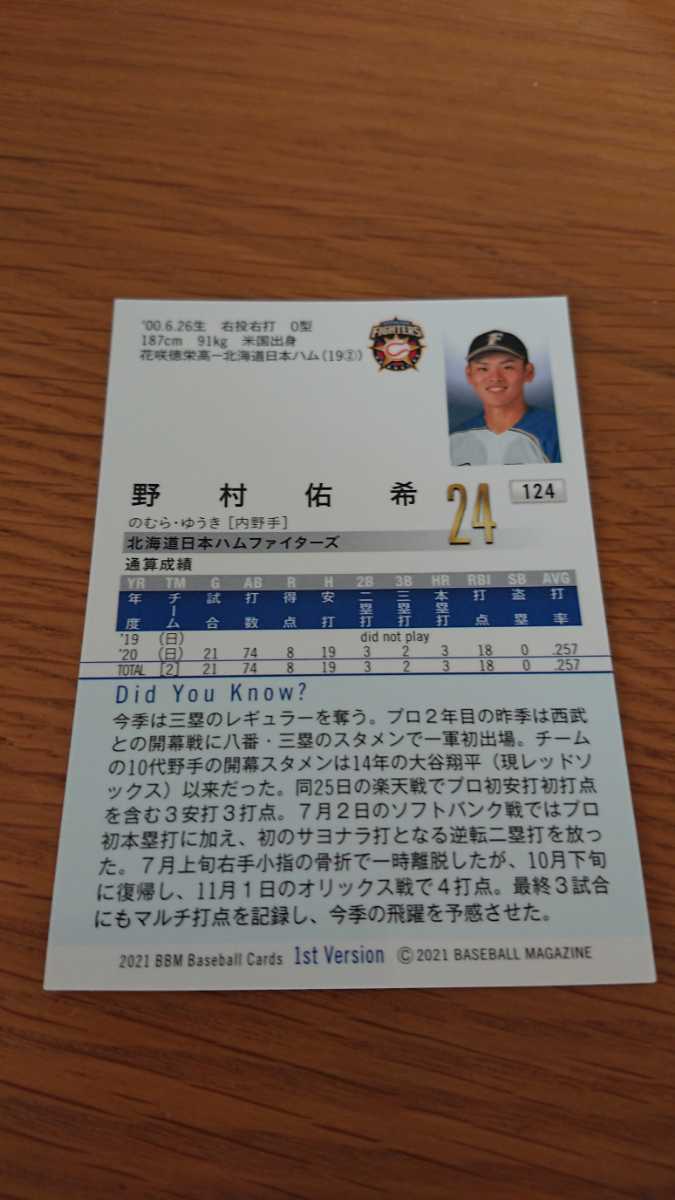 '00.6.26生 右投右打 O型
187cm 91kg 米国出身
花咲徳栄高ー北海道日本ハム(19②)
FIGHTERS
F
野村佑希
24
124
のむら・ゆうき [内野手]
北海道日本ハムファイターズ
通算成績
YR TM G AB R H 2B 3B HR RBI SB AVG
年度 チーム 試合 打数 得点 安打 二塁打 三塁打 本塁打 打点 盗塁 打率
'19 (日) did not play
'20 (日) 21 74 8 19 3 2 3 18 0 .257
TOTAL [2] 21 74 8 19 3 2 3 18 0 .257
Did You Know?
今季は三塁のレギュラーを奪う。プロ2年目の昨季は西武
との開幕戦に八番・三塁のスタメンで一軍初出場。チーム
の10代野手の開幕スタメンは14年の大谷翔平(現レッドソ
ックス)以来だった。同25日の楽天戦でプロ初安打初打点
を含む3安打3打点。7月2日のソフトバンク戦ではプロ
初本塁打に加え、初のサヨナラ打となる逆転二塁打を放っ
た。7月上旬右手小指の骨折で一時離脱したが、10月下旬
に復帰し、11月1日のオリックス戦で4打点。最終3試合
にもマルチ打点を記録し、今季の飛躍を予感させた。
2021 BBM Baseball Cards 1st Version ©2021 BASEBALL MAGAZINE